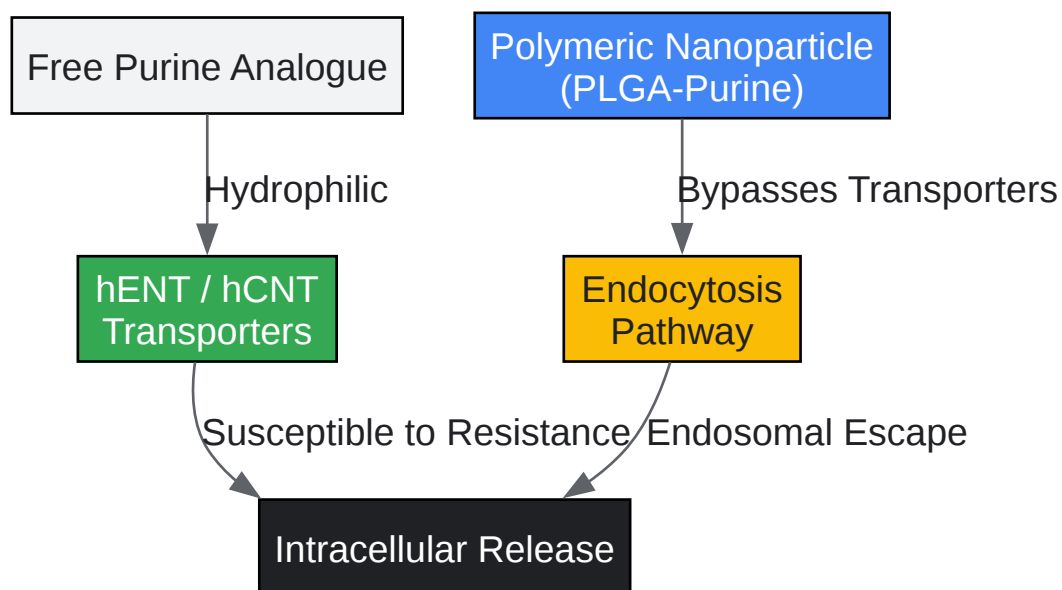 Free Purine Analogue
Polymeric Nanoparticle
(PLGA-Purine)
Hydrophilic
Bypasses Transporters
hENT / hCNT
Transporters
Endocytosis
Pathway
Susceptible to Resistance
Endosomal Escape
Intracellular Release